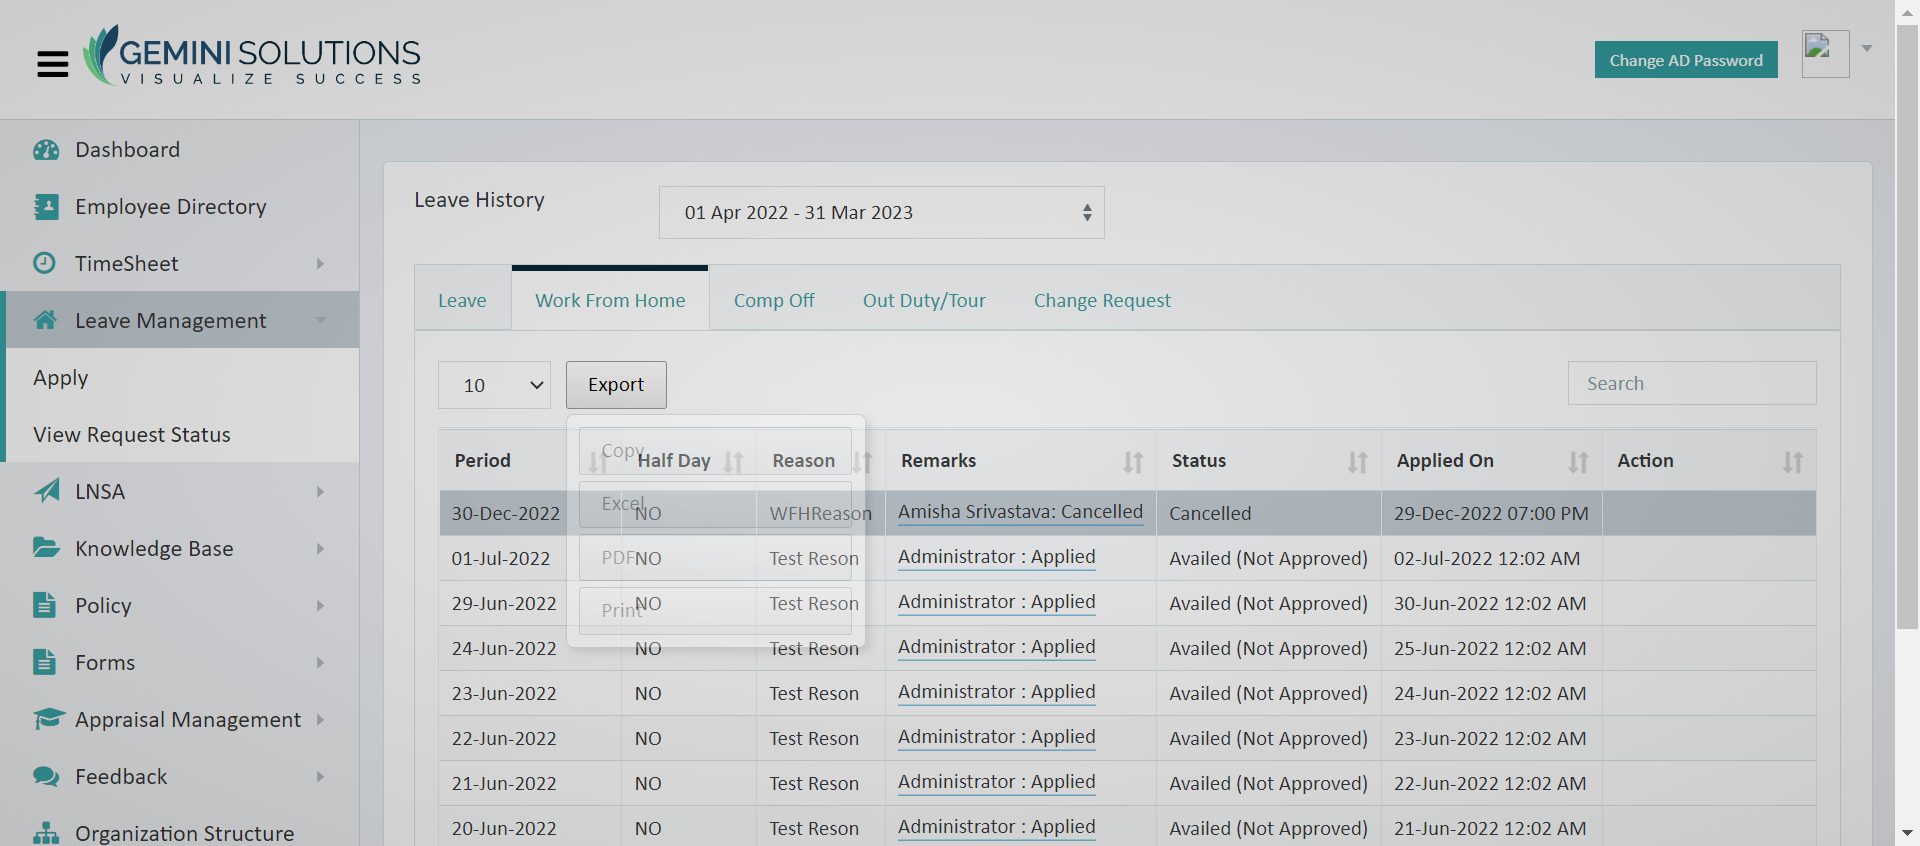 GEMINI SOLUTIONS
VISUALIZE SUCCESS
Change AD Password
Dashboard
Employee Directory
TimeSheet
Leave Management
Apply
View Request Status
LNSA
Knowledge Base
Policy
Forms
Appraisal Management
Feedback
Organization Structure
Leave History
01 Apr 2022 - 31 Mar 2023
Leave Work From Home Comp Off Out Duty/Tour Change Request
10 Export Search
Copy
Excel
PDF
Print
Period Half Day Reason Remarks Status Applied On Action
30-Dec-2022 NO WFHReason Amisha Srivastava: Cancelled Cancelled 29-Dec-2022 07:00 PM
01-Jul-2022 NO Test Reson Administrator : Applied Availed (Not Approved) 02-Jul-2022 12:02 AM
29-Jun-2022 NO Test Reson Administrator : Applied Availed (Not Approved) 30-Jun-2022 12:02 AM
24-Jun-2022 NO Test Reson Administrator : Applied Availed (Not Approved) 25-Jun-2022 12:02 AM
23-Jun-2022 NO Test Reson Administrator : Applied Availed (Not Approved) 24-Jun-2022 12:02 AM
22-Jun-2022 NO Test Reson Administrator : Applied Availed (Not Approved) 23-Jun-2022 12:02 AM
21-Jun-2022 NO Test Reson Administrator : Applied Availed (Not Approved) 22-Jun-2022 12:02 AM
20-Jun-2022 NO Test Reson Administrator : Applied Availed (Not Approved) 21-Jun-2022 12:02 AM